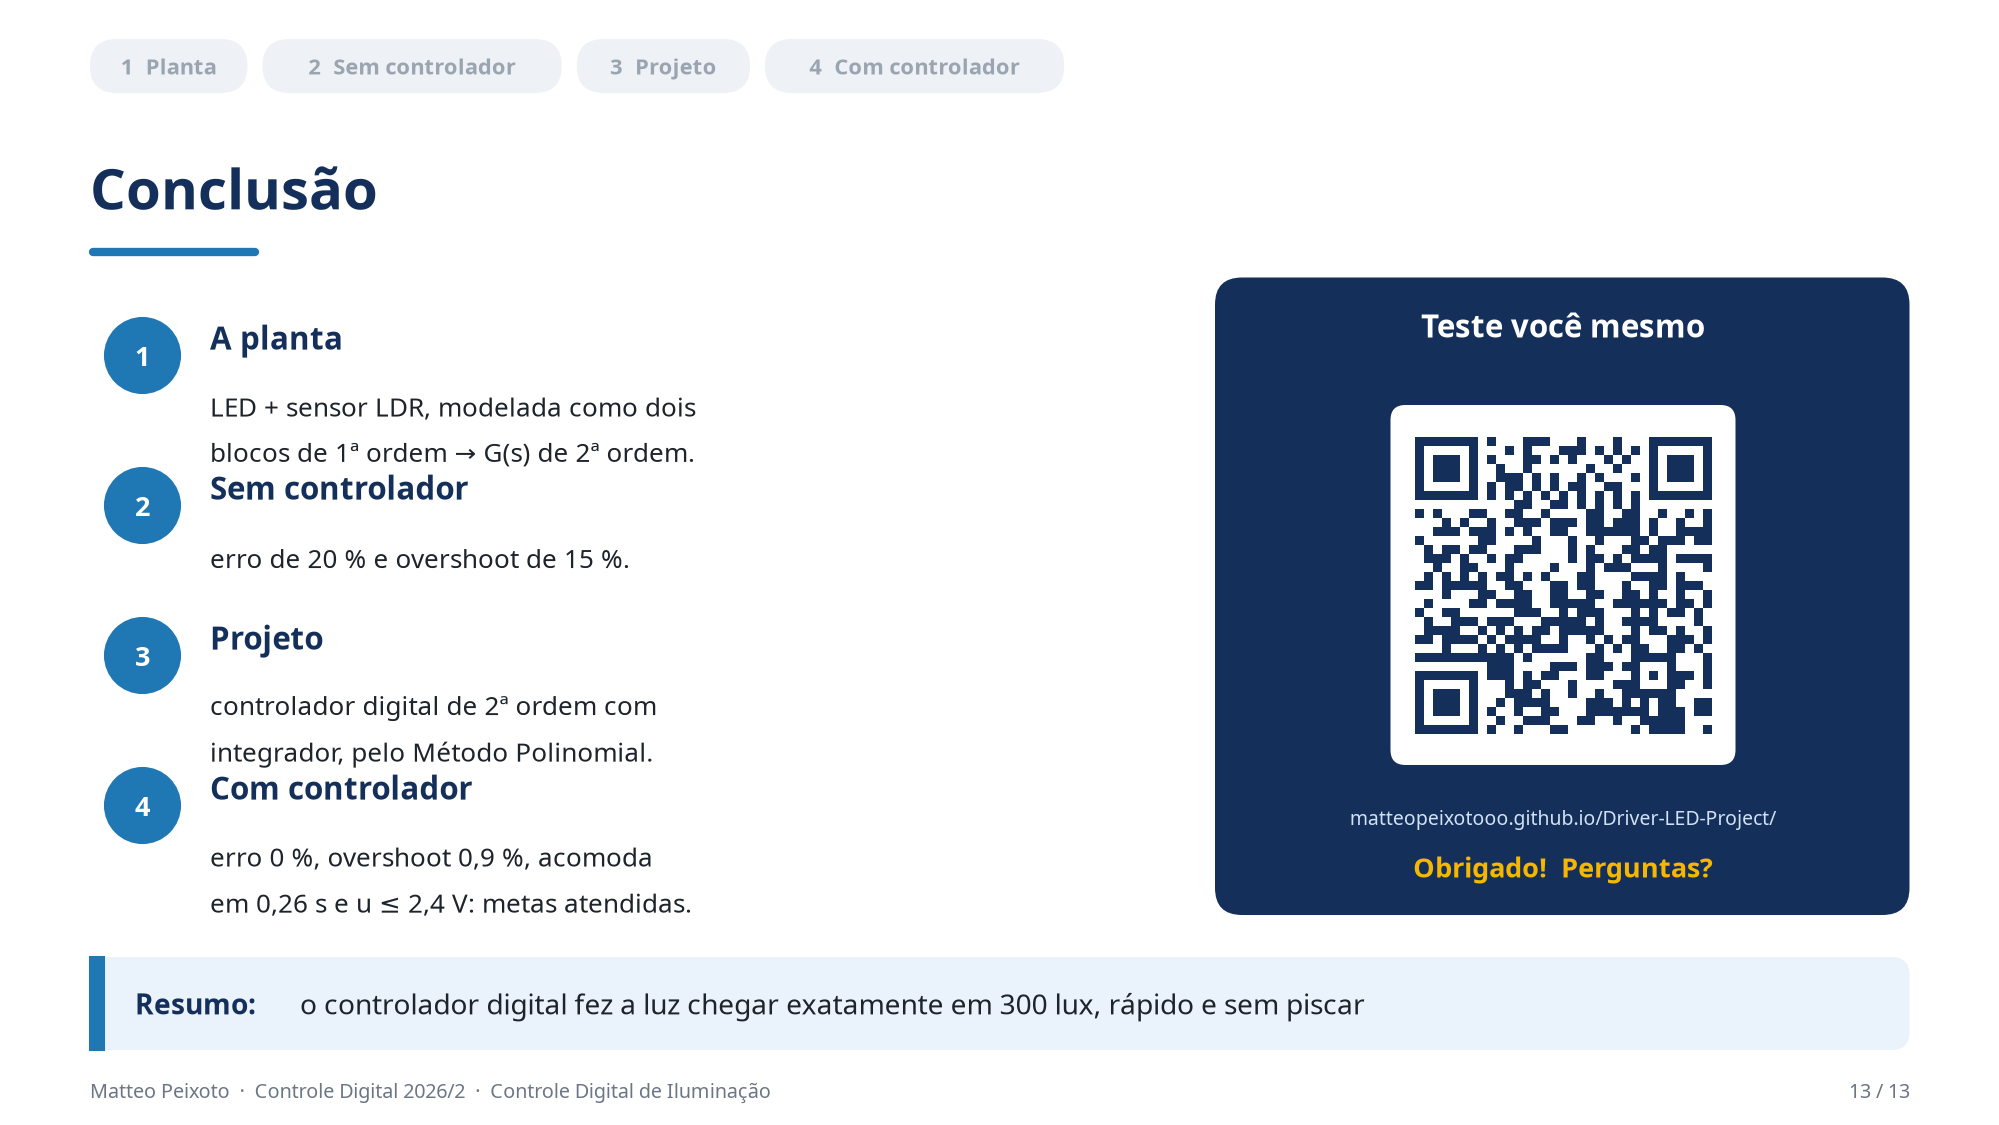 1 Planta
2 Sem controlador
3 Projeto
4 Com controlador
Conclusão
1
A planta
LED + sensor LDR, modelada como dois
blocos de 1ª ordem → G(s) de 2ª ordem.
2
Sem controlador
erro de 20 % e overshoot de 15 %.
3
Projeto
controlador digital de 2ª ordem com
integrador, pelo Método Polinomial.
4
Com controlador
erro 0 %, overshoot 0,9 %, acomoda
em 0,26 s e u ≤ 2,4 V: metas atendidas.
Teste você mesmo
matteopeixotooo.github.io/Driver-LED-Project/
Obrigado! Perguntas?
Resumo: o controlador digital fez a luz chegar exatamente em 300 lux, rápido e sem piscar
Matteo Peixoto · Controle Digital 2026/2 · Controle Digital de Iluminação
13 / 13